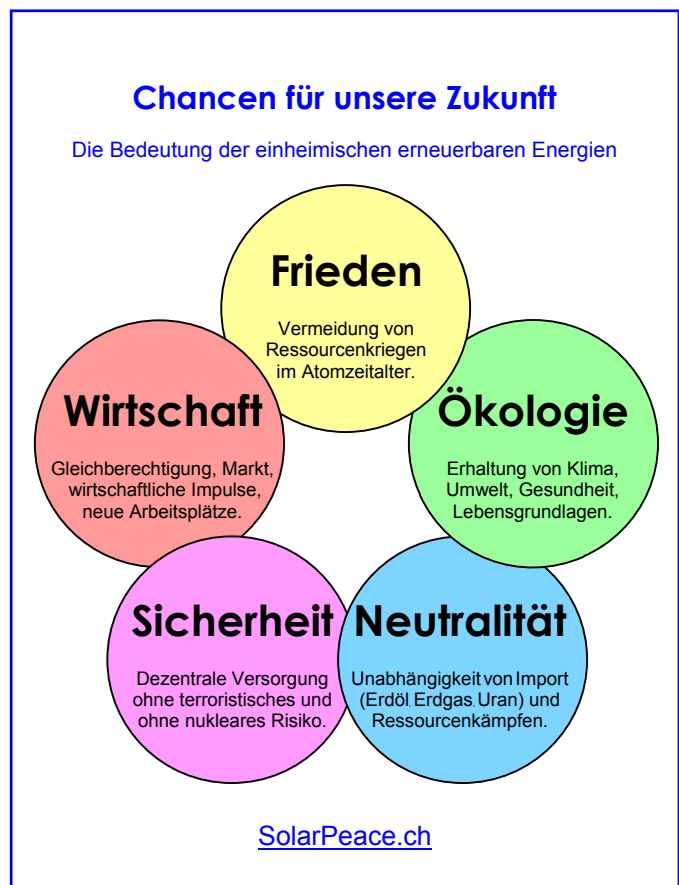 Chancen für unsere Zukunft
Die Bedeutung der einheimischen erneuerbaren Energien
Frieden
Vermeidung von
Ressourcenkriegen
im Atomzeitalter.
Wirtschaft
Gleichberechtigung, Markt,
wirtschaftliche Impulse,
neue Arbeitsplätze.
Ökologie
Erhaltung von Klima,
Umwelt, Gesundheit,
Lebensgrundlagen.
Sicherheit
Dezentrale Versorgung
ohne terroristisches und
ohne nukleares Risiko.
Neutralität
Unabhängigkeit von Import
(Erdöl, Erdgas, Uran) und
Ressourcenkämpfen.
SolarPeace.ch